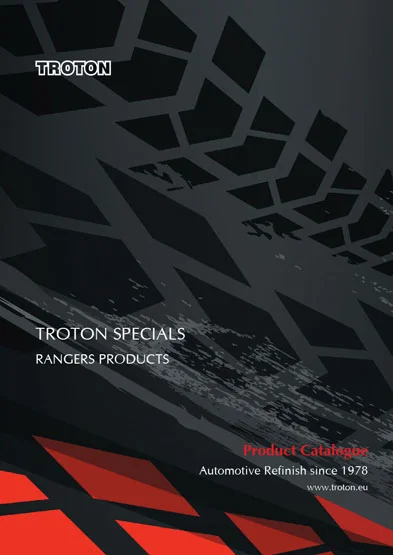 TROTON
TROTON SPECIALS
RANGERS PRODUCTS
Product Catalogue
Automotive Refinish since 1978
www.troton.eu